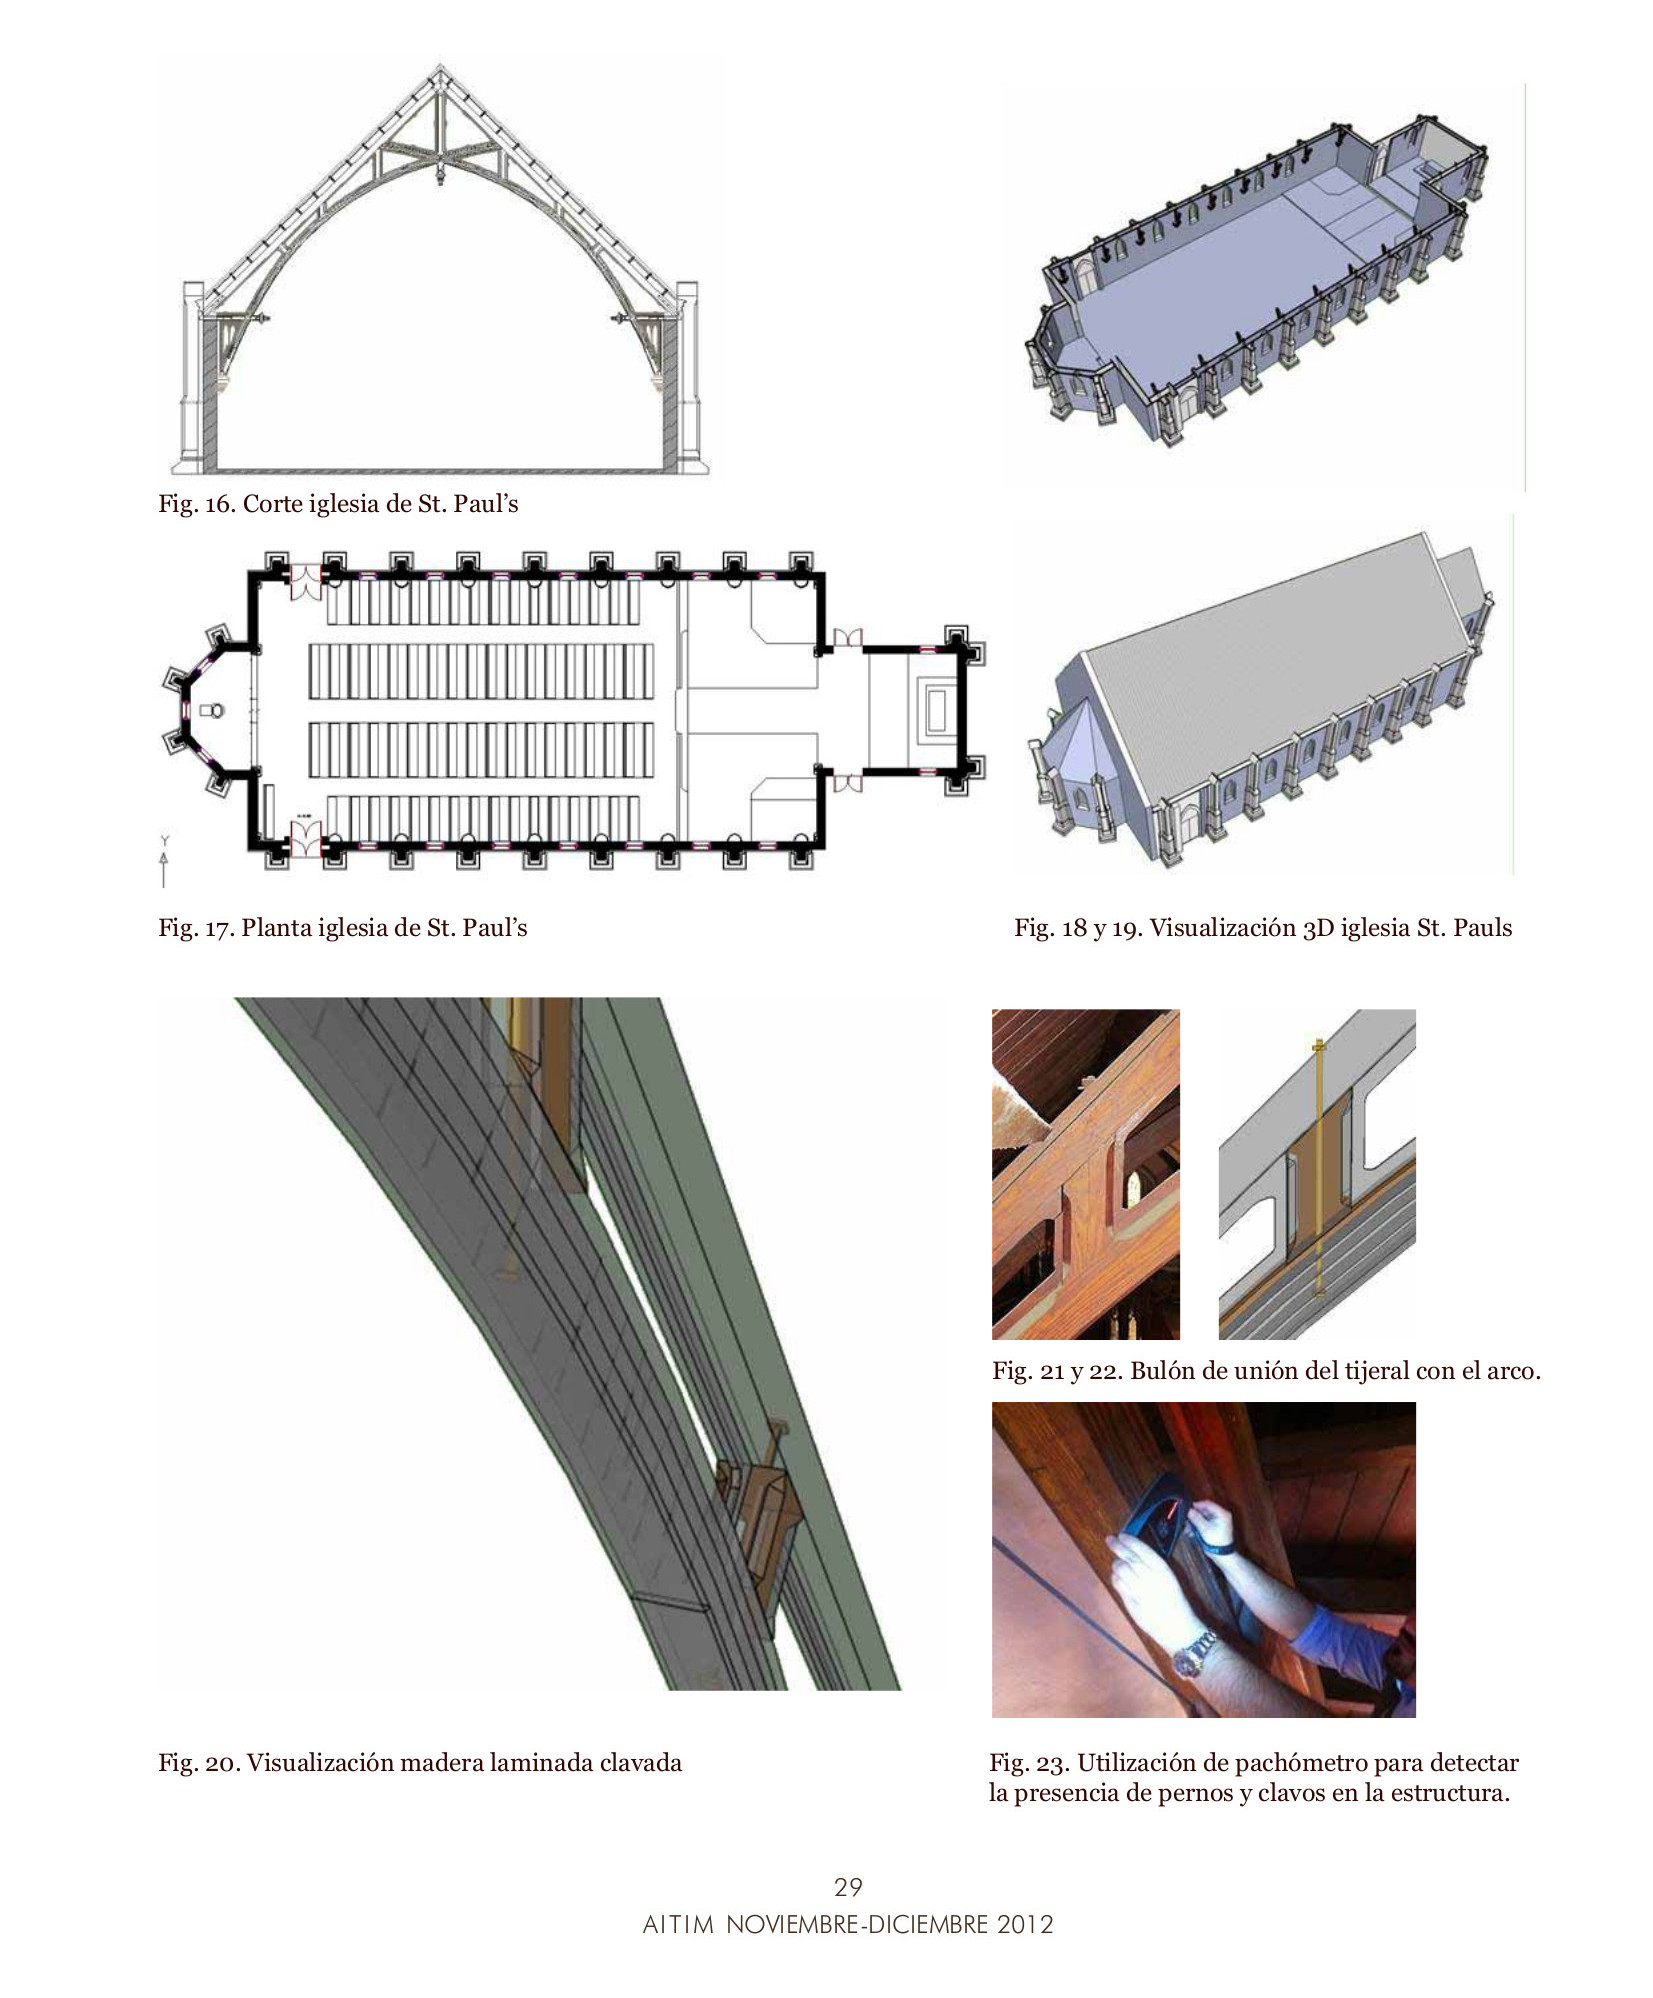 Fig. 16. Corte iglesia de St. Paul’s
Y
Fig. 17. Planta iglesia de St. Paul’s
Fig. 18 y 19. Visualización 3D iglesia St. Pauls
Fig. 21 y 22. Bulón de unión del tijeral con el arco.
Fig. 20. Visualización madera laminada clavada
Fig. 23. Utilización de pachómetro para detectar
la presencia de pernos y clavos en la estructura.
29
AITIM NOVIEMBRE-DICIEMBRE 2012